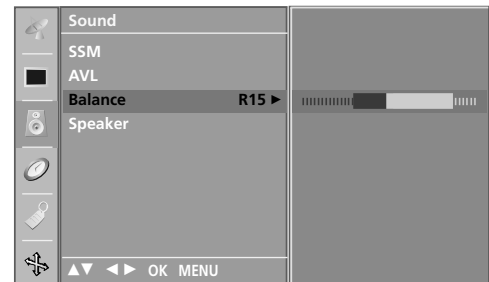 Sound
SSM
AVL
Balance R15 ►
Speaker
▲▼ ◄► OK MENU